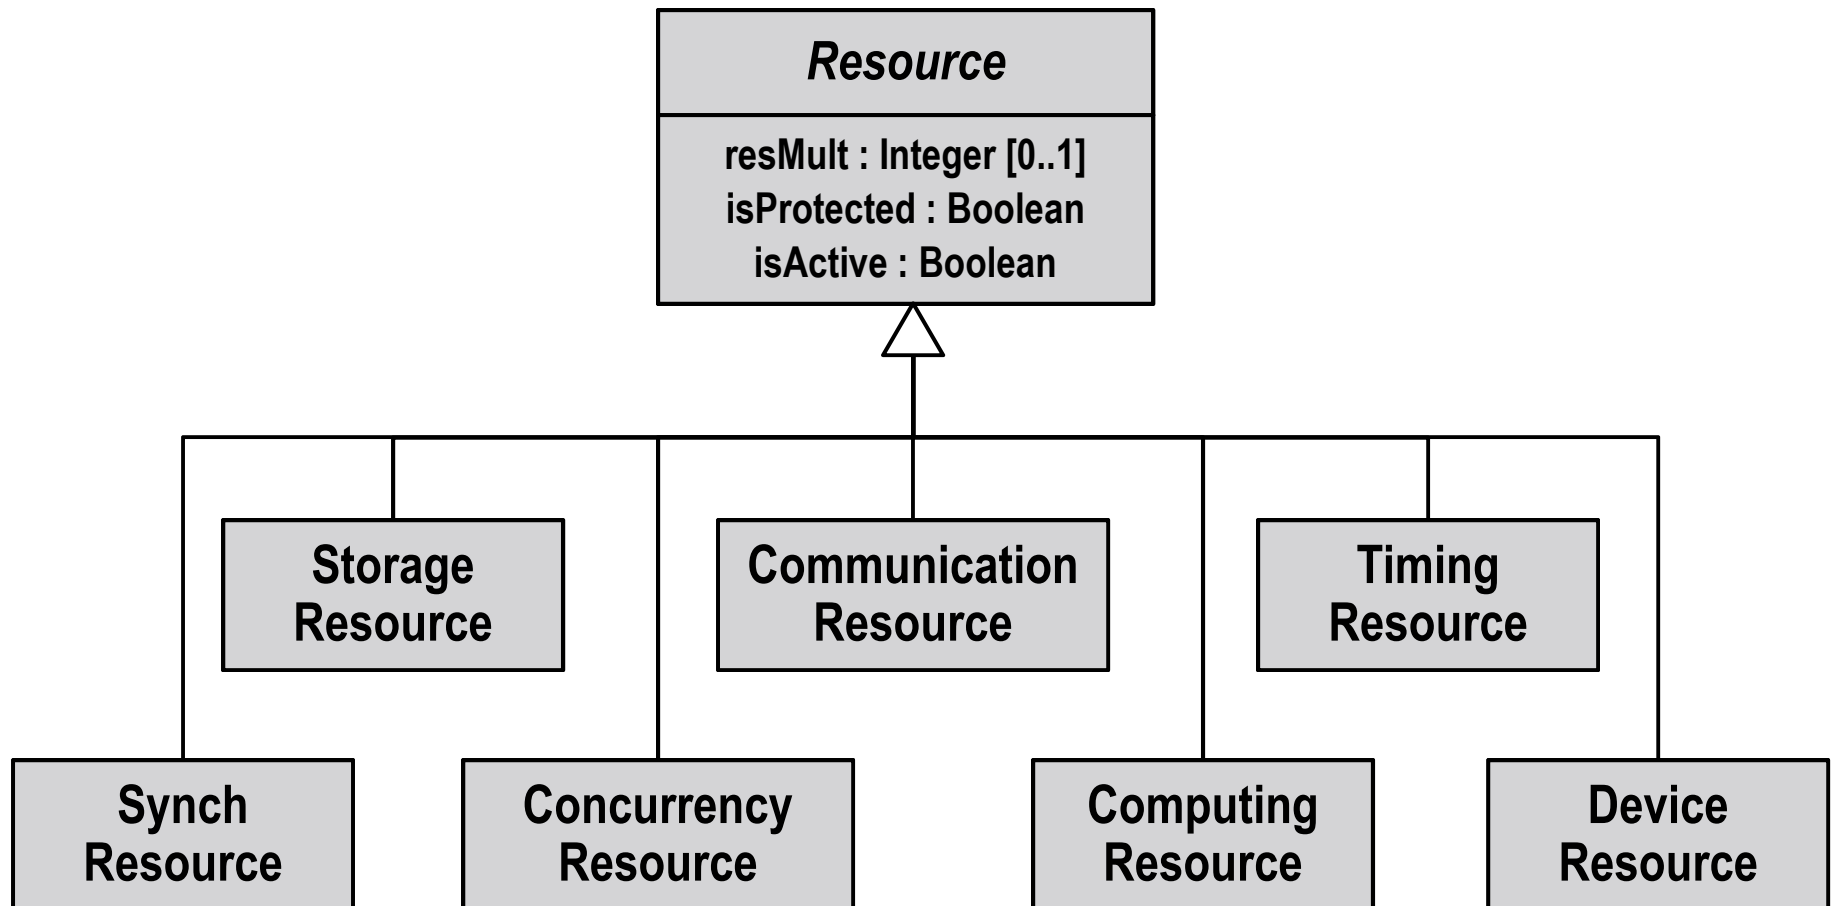 Resource
resMult : Integer [0..1]
isProtected : Boolean
isActive : Boolean
Storage
Resource
Communication
Resource
Timing
Resource
Synch
Resource
Concurrency
Resource
Computing
Resource
Device
Resource